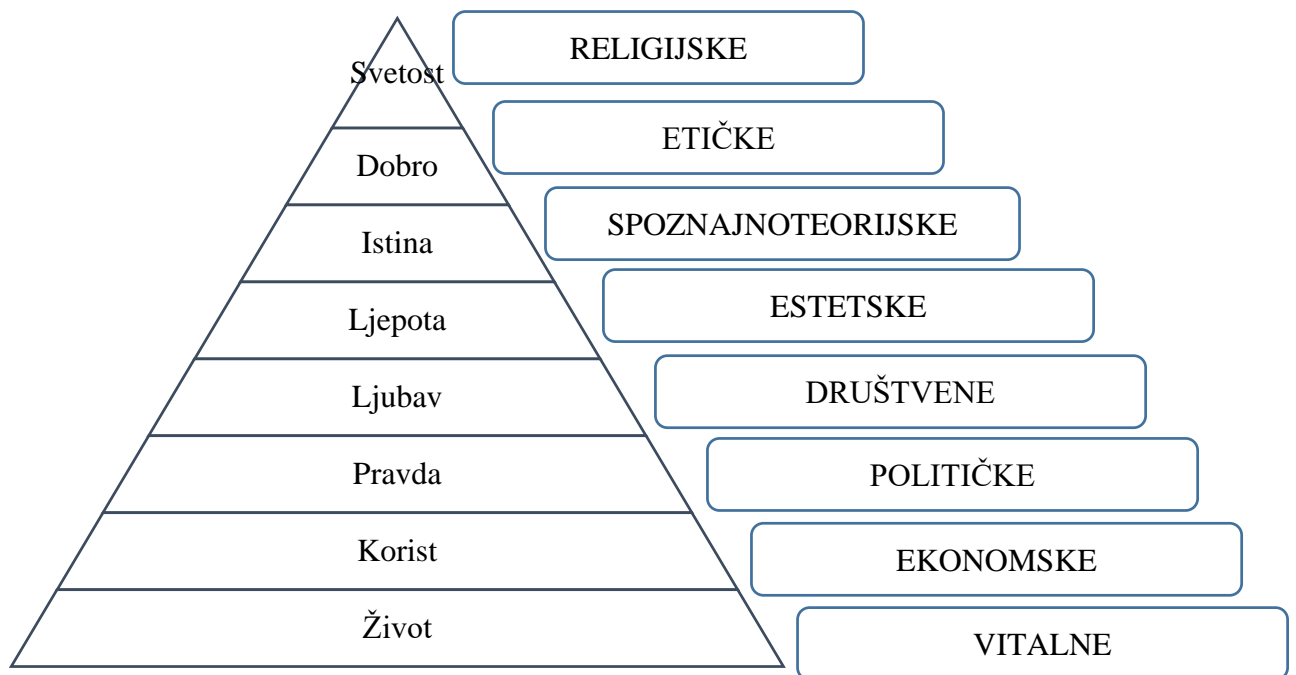 Svetost
RELIGIJSKE
Dobro
ETIČKE
Istina
SPOZNAJNOTEORIJSKE
Ljepota
ESTETSKE
Ljubav
DRUŠTVENE
Pravda
POLITIČKE
Korist
EKONOMSKE
Život
VITALNE